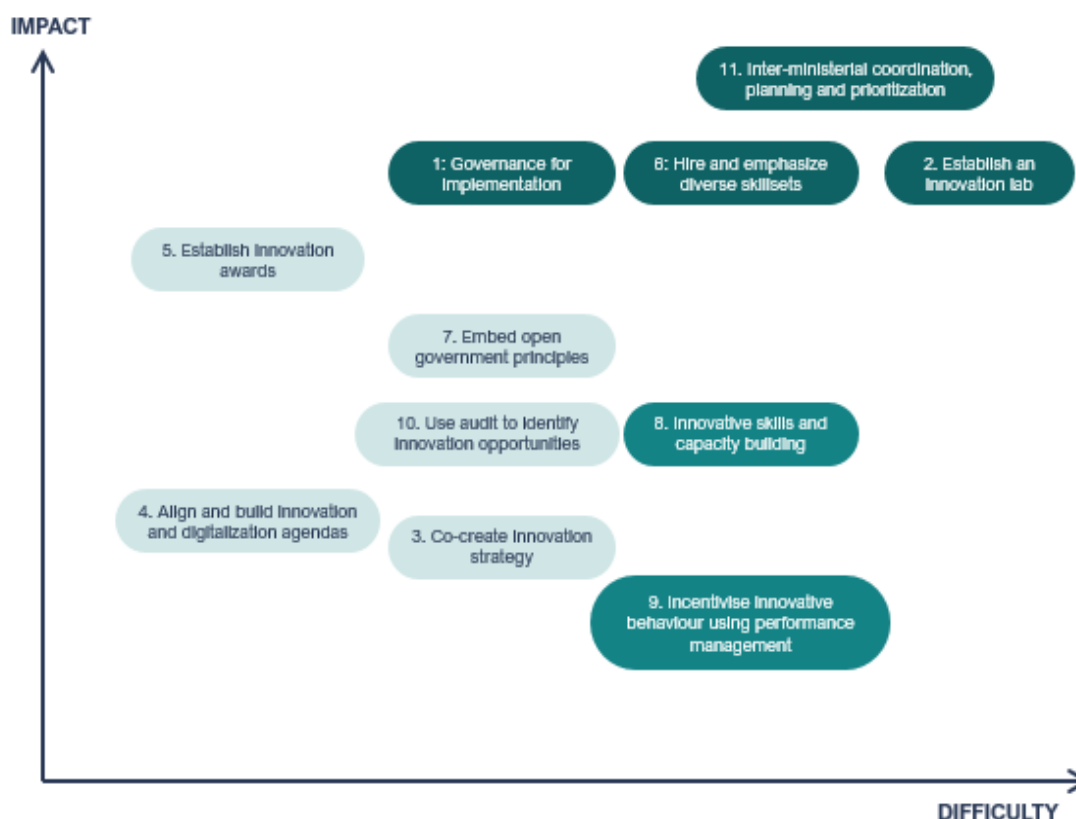 IMPACT
11. Inter-ministerial coordination,
planning and prioritization
1: Governance for
implementation
6: Hire and emphasize
diverse skillsets
2. Establish an
innovation lab
5. Establish innovation
awards
7. Embed open
government principles
10. Use audit to identify
innovation opportunities
8. Innovative skills and
capacity building
4. Align and build innovation
and digitalization agendas
3. Co-create innovation
strategy
9. Incentivise innovative
behaviour using performance
management
DIFFICULTY